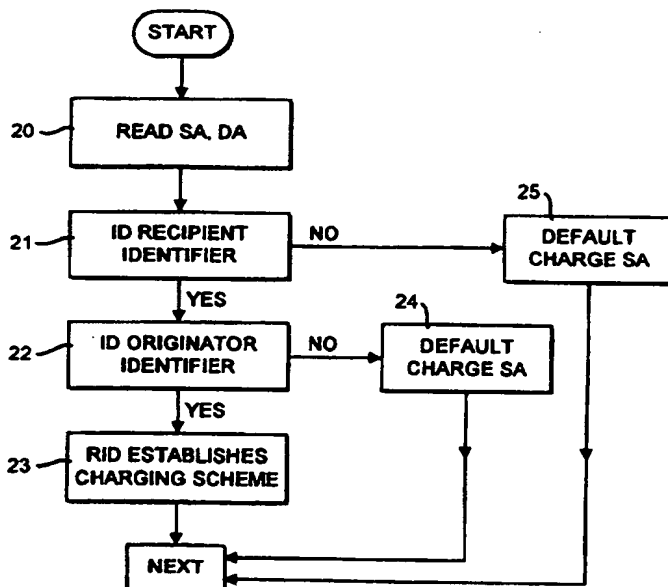 START
20
READ SA, DA
21
ID RECIPIENT
IDENTIFIER
NO
25
DEFAULT
CHARGE SA
YES
22
ID ORIGINATOR
IDENTIFIER
NO
24
DEFAULT
CHARGE SA
YES
23
RID ESTABLISHES
CHARGING SCHEME
NEXT